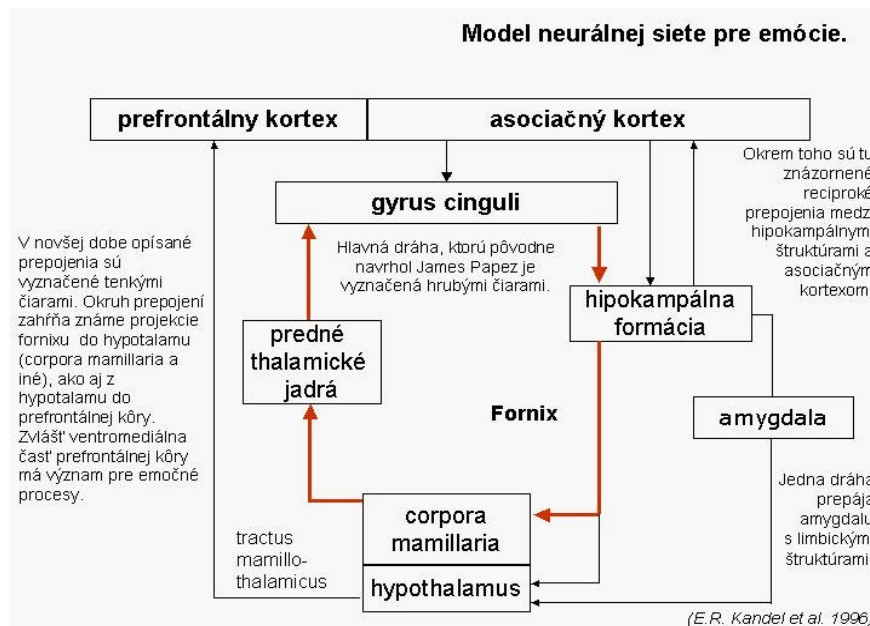 Model neurálnej siete pre emócie.
prefrontálny kortex
asociačný kortex
gyrus cinguli
Okrem toho sú tu
znázornené
reciproké
prepojenia medzi
hipokampálnym
štruktúrami a
asociačným
kortexom
V novšej dobe opísané
prepojenia sú
vyznačené tenkými
čiarami. Okruh prepojení
zahŕňa známe projekcie
fornixu do hypotalamu
(corpora mamillaria a
iné), ako aj z
hypotalamu do
prefrontálnej kôry.
Zvlášť ventromediálna
časť prefrontálnej kôry
má význam pre emočné
procesy.
Hlavná dráha, ktorú pôvodne
navrhol James Papez je
vyznačená hrubými čiarami.
hipokampálna
formácia
predné
thalamické
jadrá
Fornix
amygdala
Jedna dráha
prepája
amygdalu
s limbickým
štruktúrami
corpora
mamillaria
tractus
mamillo-
thalamicus
hypothalamus
(E.R. Kandel et al. 1996)